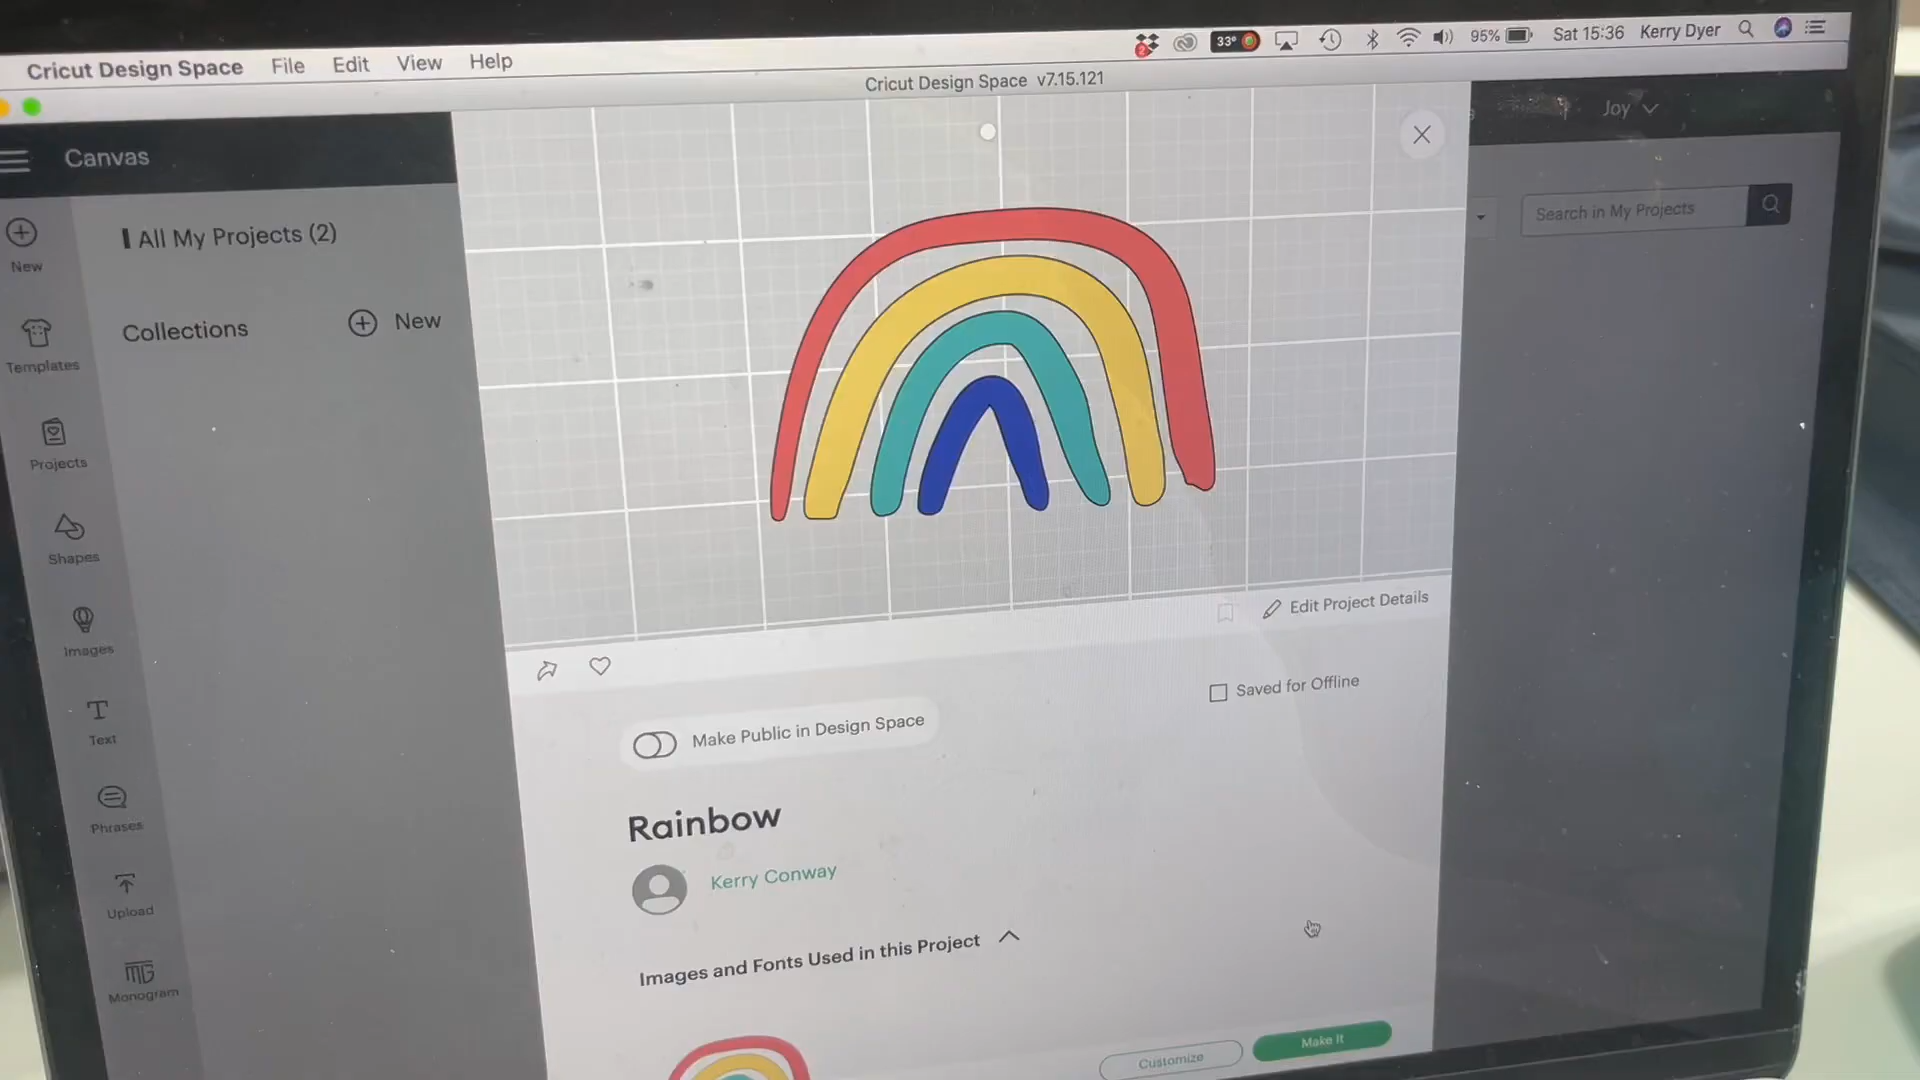 Cricut Design Space File Edit View Help
33° 95% Sat 15:36 Kerry Dyer
Cricut Design Space v7.15.121
Canvas
Joy
New
Templates
Projects
Shapes
Images
Text
Phrases
Upload
Monogram
All My Projects (2)
Collections
New
Search in My Projects
Edit Project Details
Saved for Offline
Make Public in Design Space
Rainbow
Kerry Conway
Images and Fonts Used in this Project
Customize
Make It